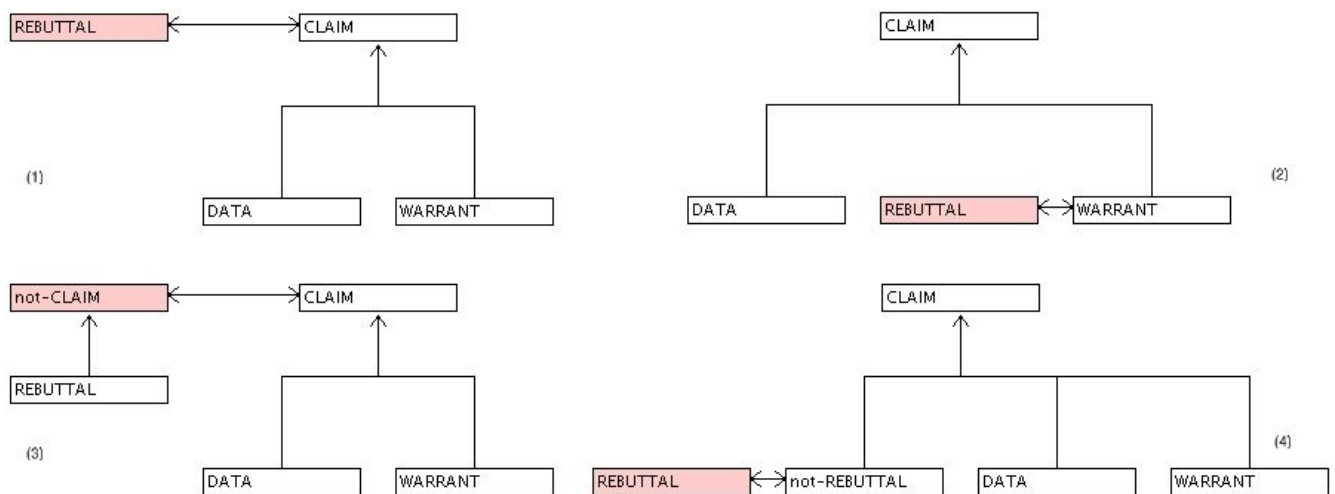 REBUTTAL
CLAIM
(1)
DATA
WARRANT
CLAIM
(2)
DATA
REBUTTAL
WARRANT
not-CLAIM
CLAIM
REBUTTAL
(3)
DATA
WARRANT
CLAIM
(4)
REBUTTAL
not-REBUTTAL
DATA
WARRANT